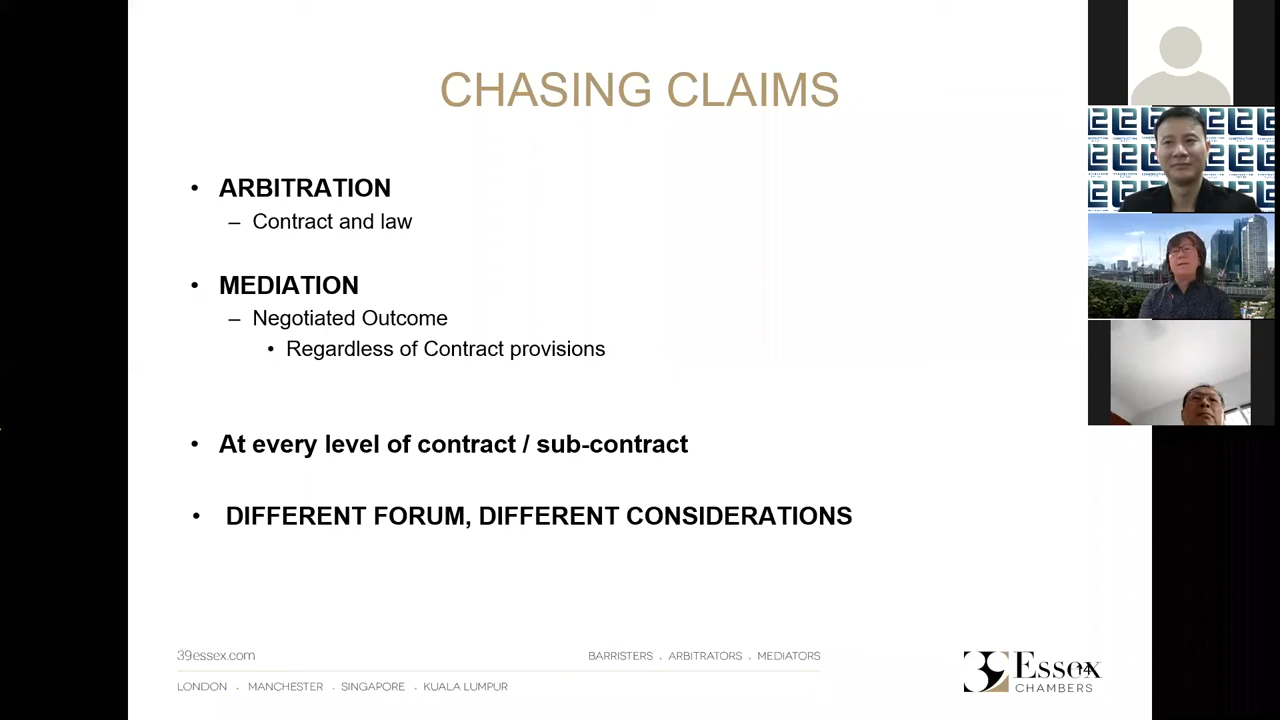 CHASING CLAIMS
• ARBITRATION
– Contract and law
• MEDIATION
– Negotiated Outcome
• Regardless of Contract provisions
• At every level of contract / sub-contract
• DIFFERENT FORUM, DIFFERENT CONSIDERATIONS
39essex.com
BARRISTERS . ARBITRATORS . MEDIATORS
LONDON . MANCHESTER . SINGAPORE . KUALA LUMPUR
39 Essex
14
CHAMBERS